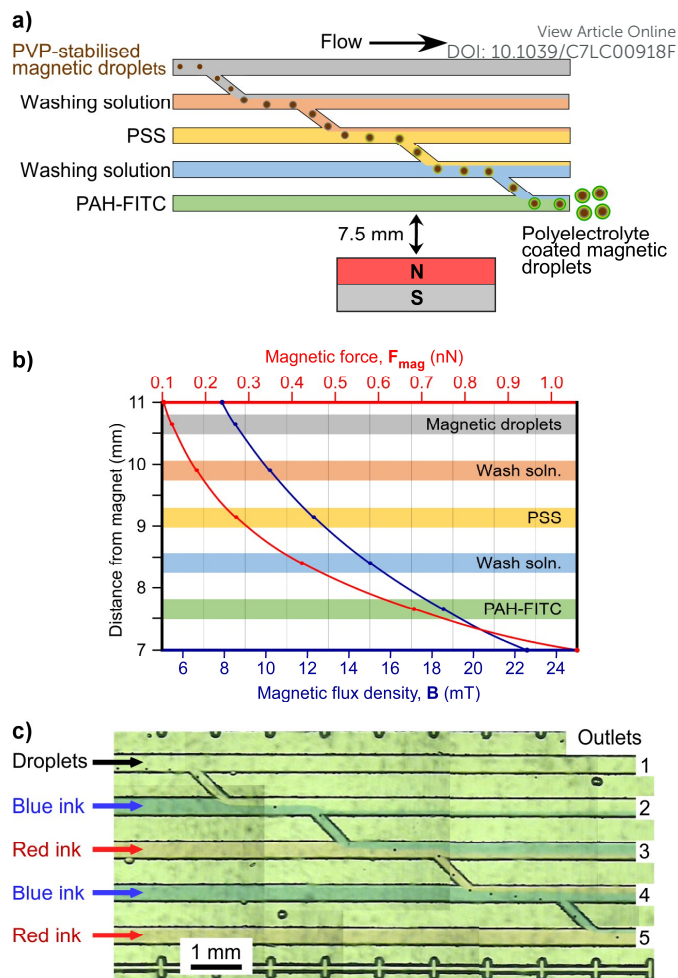 a)
View Article Online
DOI: 10.1039/C7LC00918F
Flow
PVP-stabilised
magnetic droplets
Washing solution
PSS
Washing solution
PAH-FITC
7.5 mm
Polyelectrolyte
coated magnetic
droplets
N
S
b)
Magnetic force, Fmag (nN)
0.1 0.2 0.3 0.4 0.5 0.6 0.7 0.8 0.9 1.0
11
10
9
8
7
Distance from magnet (mm)
Magnetic droplets
Wash soln.
PSS
Wash soln.
PAH-FITC
6 8 10 12 14 16 18 20 22 24
Magnetic flux density, B (mT)
c)
Outlets
Droplets
1
Blue ink
2
Red ink
3
Blue ink
4
Red ink
5
1 mm